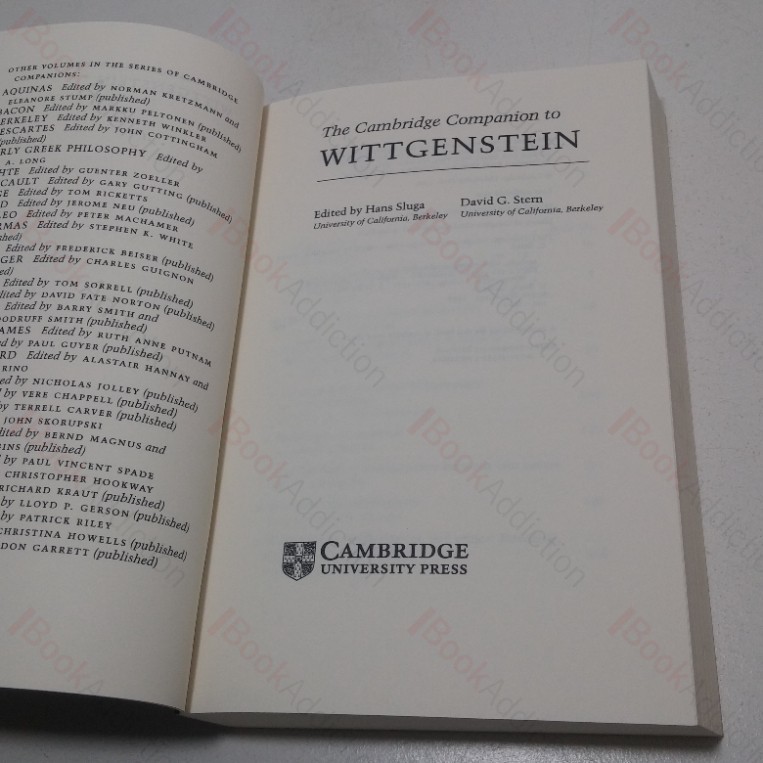 OTHER VOLUMES IN THE SERIES OF CAMBRIDGE
COMPANIONS:
AQUINAS Edited by NORMAN KRETZMANN and
ELEANORE STUMP (published)
BACON Edited by MARKKU PELTONEN (published)
BERKELEY Edited by KENNETH WINKLER
ESCARTES Edited by JOHN COTTINGHAM
published)
RLY GREEK PHILOSOPHY Edited by
A. LONG
HTE Edited by GUENTER ZOELLER
CAULT Edited by GARY GUTTING (published)
GE Edited by TOM RICKETTS
D Edited by JEROME NEU (published)
LEO Edited by PETER MACHAMER
RMAS Edited by STEPHEN K. WHITE
shed)
Edited by FREDERICK BEISER (published)
GER Edited by CHARLES GUIGNON
ed)
Edited by TOM SORRELL (published)
dited by DAVID FATE NORTON (published)
Edited by BARRY SMITH and
ODRUFF SMITH (published)
AMES Edited by RUTH ANNE PUTNAM
ed by PAUL GUYER (published)
RD Edited by ALASTAIR HANNAY and
RINO
ed by NICHOLAS JOLLEY (published)
d by VERE CHAPPELL (published)
by TERRELL CARVER (published)
JOHN SKORUPSKI
dited by BERND MAGNUS and
INS (published)
by PAUL VINCENT SPADE
CHRISTOPHER HOOKWAY
RICHARD KRAUT (published)
by LLOYD P. GERSON (published)
by PATRICK RILEY
CHRISTINA HOWELLS (published)
DON GARRETT (published)
The Cambridge Companion to
WITTGENSTEIN
Edited by Hans Sluga David G. Stern
University of California, Berkeley University of California, Berkeley
CAMBRIDGE
UNIVERSITY PRESS
BookAddiction